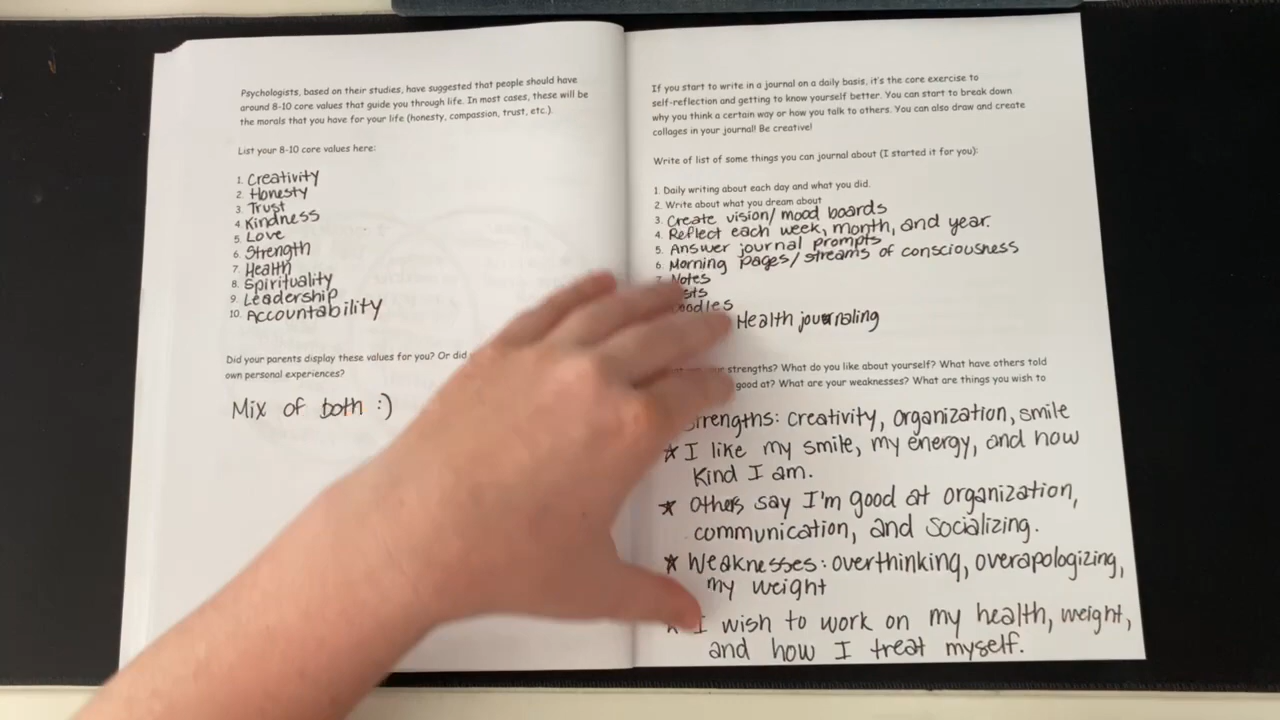 Psychologists, based on their studies, have suggested that people should have
around 8-10 core values that guide you through life. In most cases, these will be
the morals that you have for your life (honesty, compassion, trust, etc.).
List your 8-10 core values here:
1. Creativity
2. Honesty
3. Trust
4. Kindness
5. Love
6. Strength
7. Health
8. Spirituality
9. Leadership
10. Accountability
Did your parents display these values for you? Or did
own personal experiences?
Mix of both :)
If you start to write in a journal on a daily basis, it's the core exercise to
self-reflection and getting to know yourself better. You can start to break down
why you think a certain way or how you talk to others. You can also draw and create
collages in your journal! Be creative!
Write of list of some things you can journal about (I started it for you):
1. Daily writing about each day and what you did.
2. Write about what you dream about
3. Create vision/mood boards
4. Reflect each week, month, and year.
5. Answer journal prompts
6. Morning pages/streams of consciousness
Notes
Health journaling
strengths? What do you like about yourself? What have others told
good at? What are your weaknesses? What are things you wish to
Strengths: creativity, organization, smile
★ I like my smile, my energy, and how
kind I am.
★ Others say I'm good at organization,
communication, and socializing.
★ Weaknesses: overthinking, overapologizing,
my weight
I wish to work on my health, weight,
and how I treat myself.